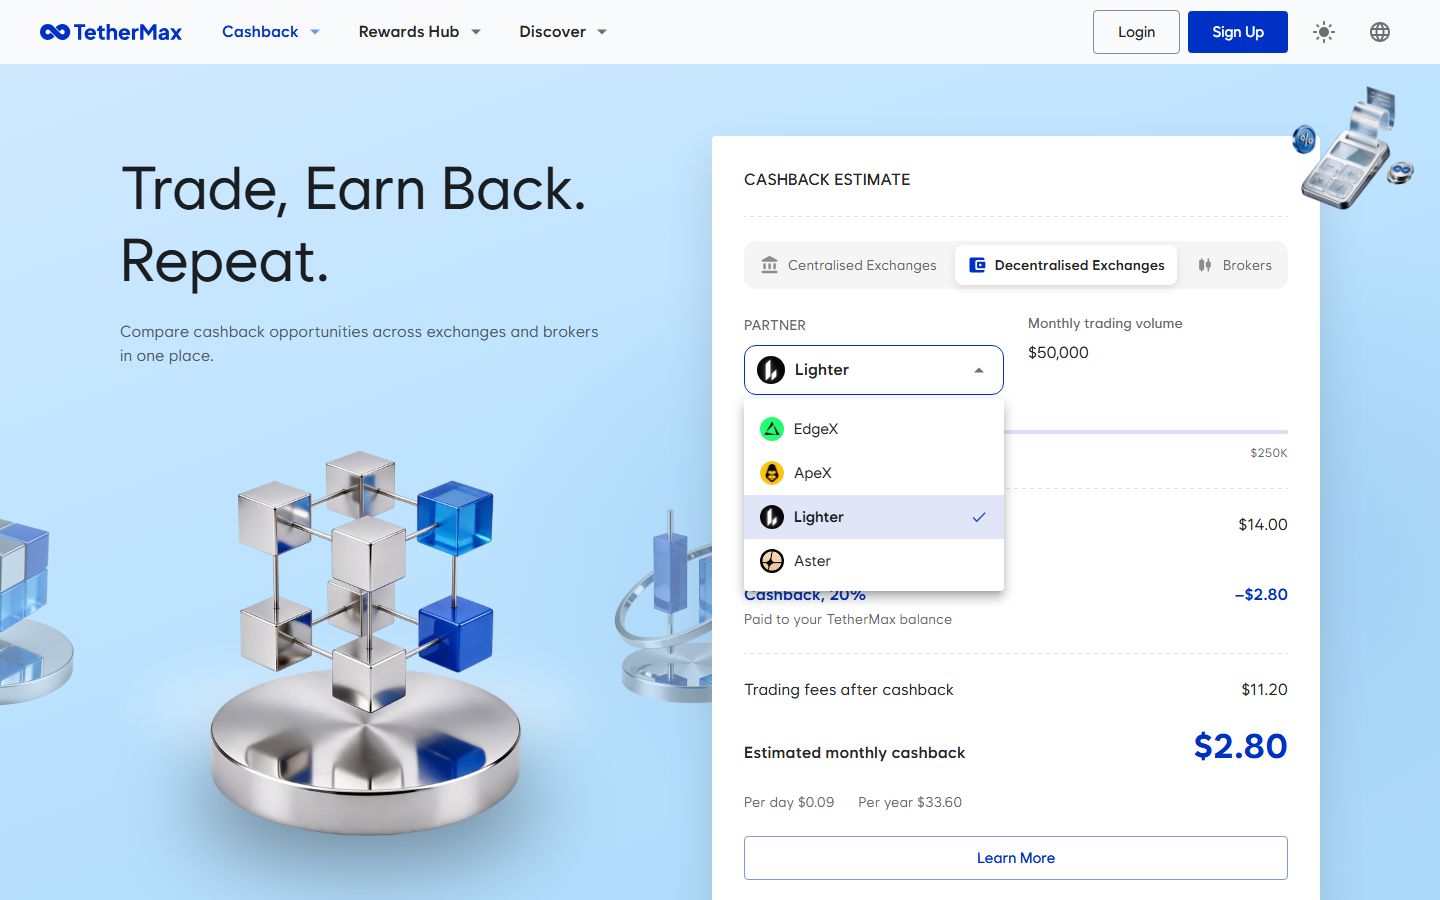 TetherMax
Cashback
Rewards Hub
Discover
Login
Sign Up
Trade, Earn Back.
Repeat.
Compare cashback opportunities across exchanges and brokers
in one place.
CASHBACK ESTIMATE
Centralised Exchanges
Decentralised Exchanges
Brokers
PARTNER
Lighter
Monthly trading volume
$50,000
EdgeX
ApeX
Lighter
Aster
$250K
$14.00
Cashback, 20%
–$2.80
Paid to your TetherMax balance
Trading fees after cashback
$11.20
Estimated monthly cashback
$2.80
Per day $0.09
Per year $33.60
Learn More